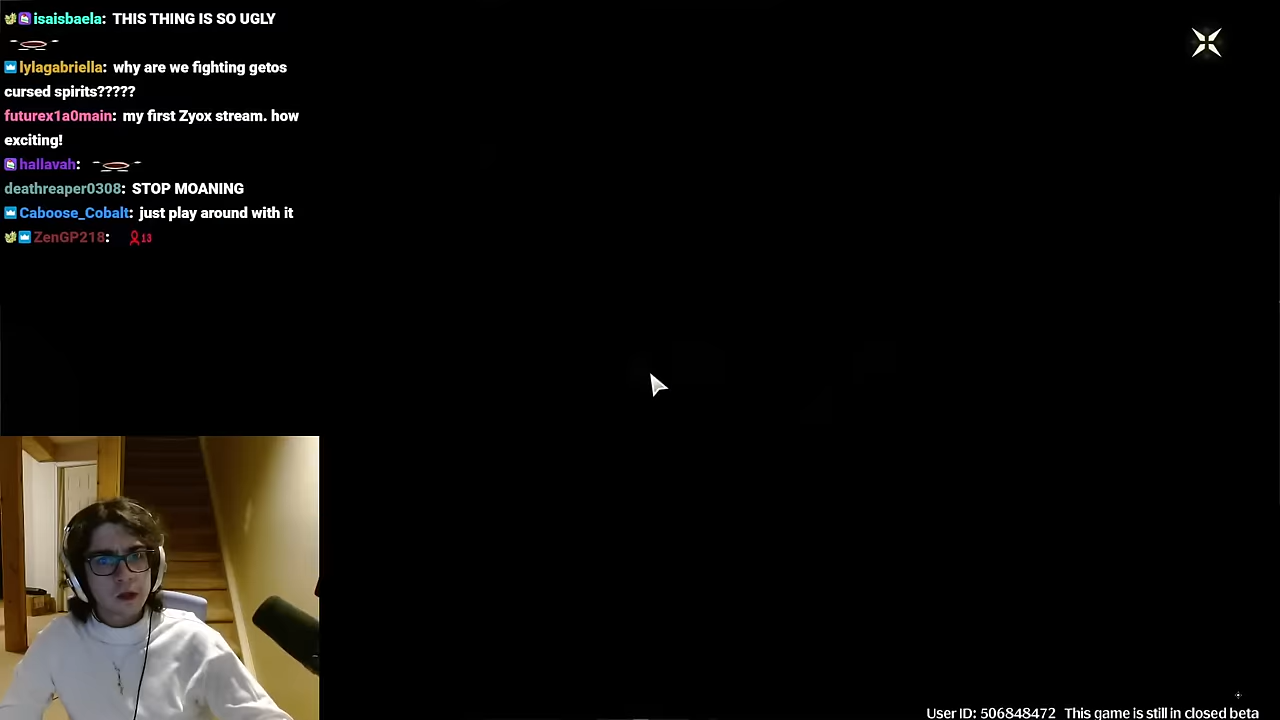 isaisbaela: THIS THING IS SO UGLY
lylagabriella: why are we fighting getos
cursed spirits?????
futurex1a0main: my first Zyox stream. how
exciting!
hallavah:
deathreaper0308: STOP MOANING
Caboose_Cobalt: just play around with it
ZenGP218: 13
User ID: 506848472 This game is still in closed beta